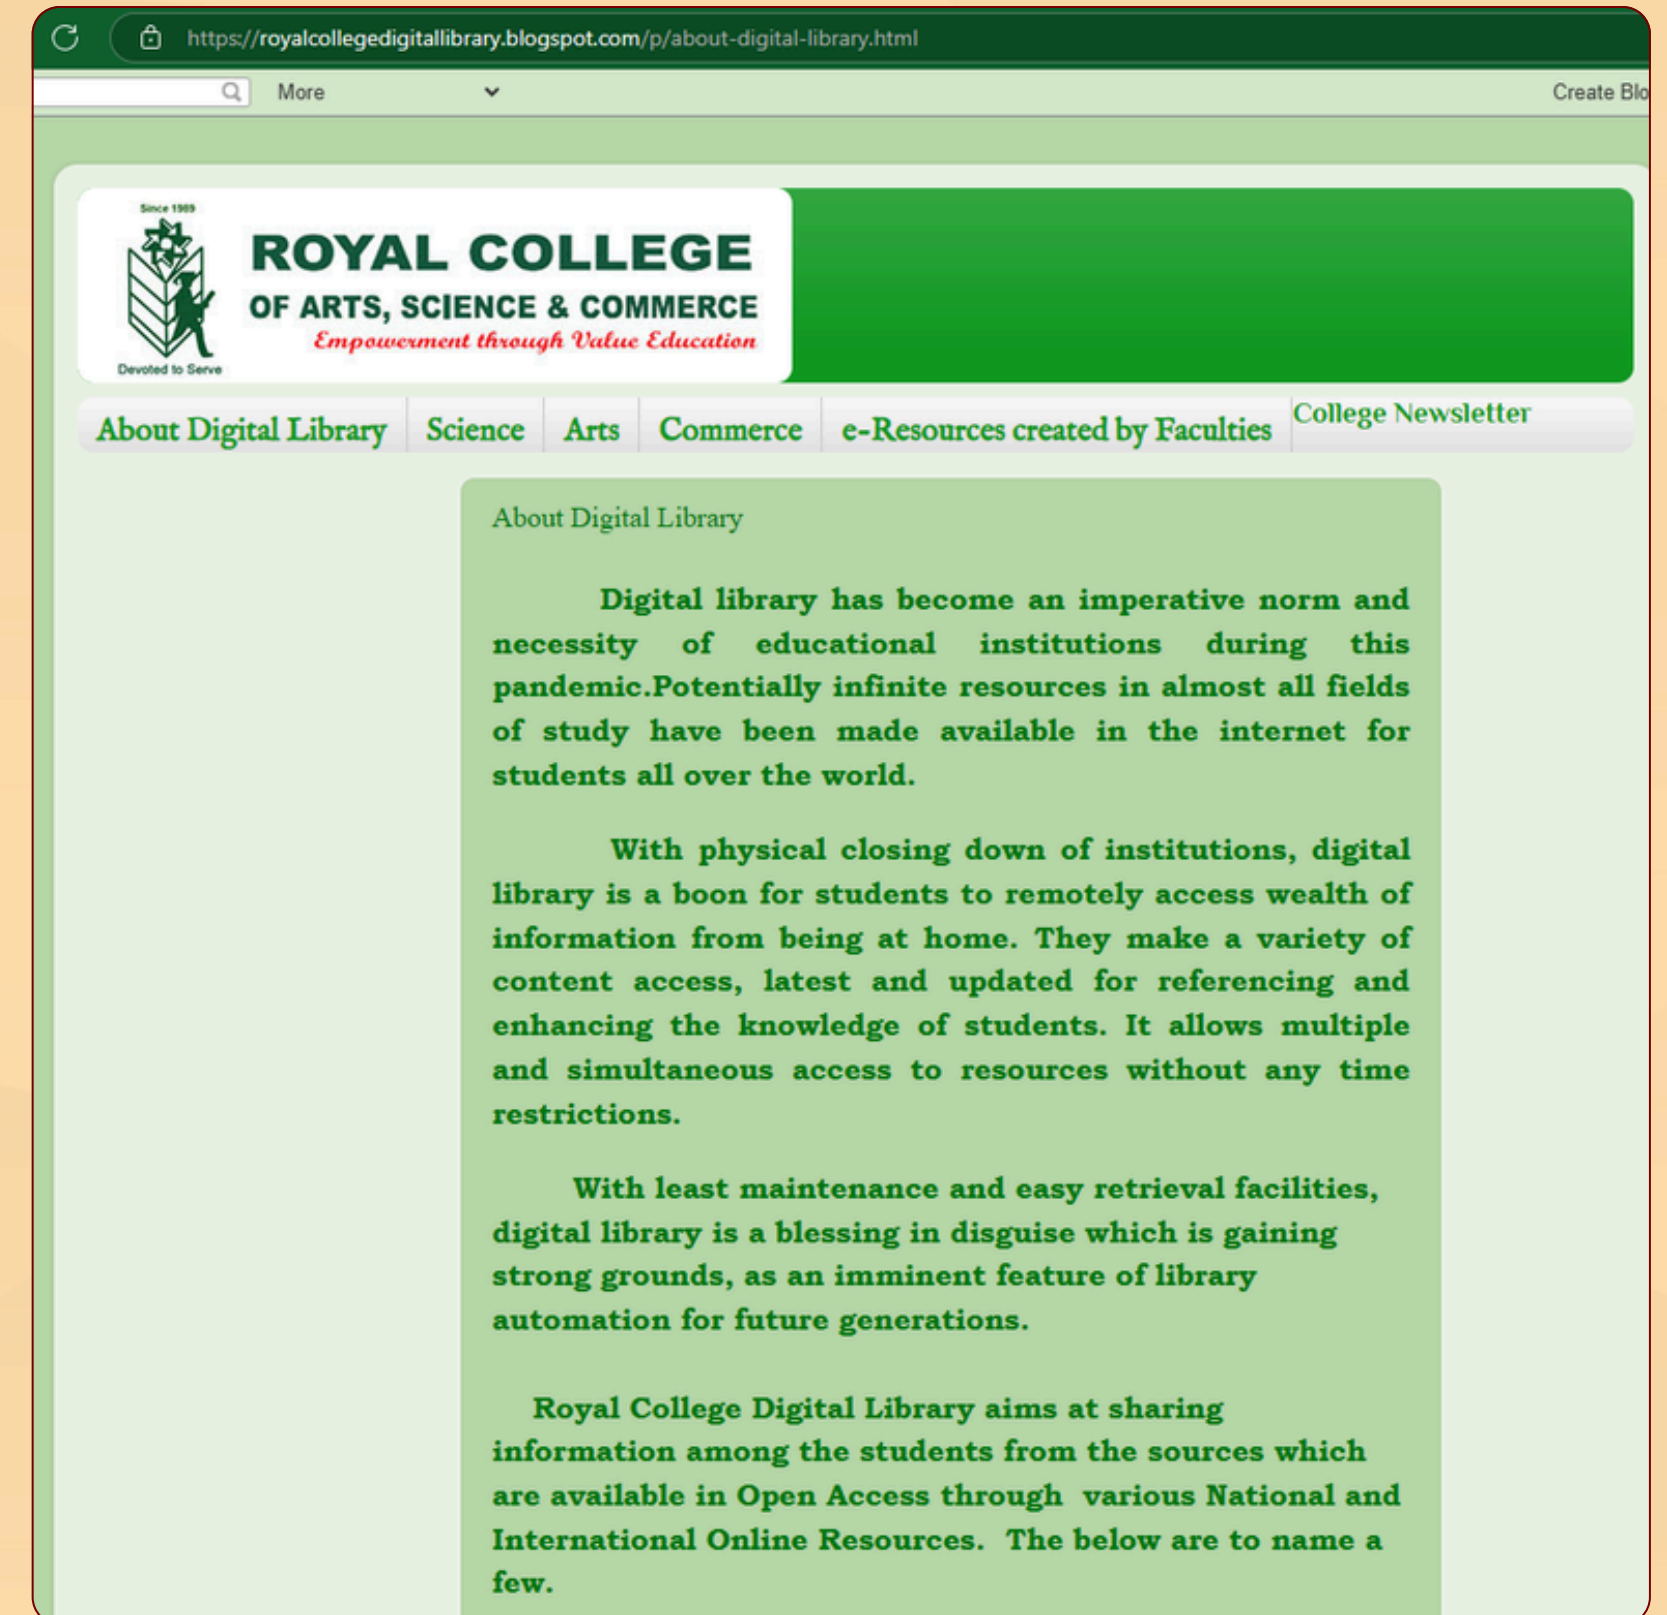 https://royalcollegedigitallibrary.blogspot.com/p/about-digital-library.html
More
Create Blo
Since 1989
ROYAL COLLEGE
OF ARTS, SCIENCE & COMMERCE
Empowerment through Value Education
Devoted to Serve
About Digital Library
Science
Arts
Commerce
e-Resources created by Faculties
College Newsletter
About Digital Library
Digital library has become an imperative norm and
necessity of educational institutions during this
pandemic.Potentially infinite resources in almost all fields
of study have been made available in the internet for
students all over the world.
With physical closing down of institutions, digital
library is a boon for students to remotely access wealth of
information from being at home. They make a variety of
content access, latest and updated for referencing and
enhancing the knowledge of students. It allows multiple
and simultaneous access to resources without any time
restrictions.
With least maintenance and easy retrieval facilities,
digital library is a blessing in disguise which is gaining
strong grounds, as an imminent feature of library
automation for future generations.
Royal College Digital Library aims at sharing
information among the students from the sources which
are available in Open Access through various National and
International Online Resources. The below are to name a
few.